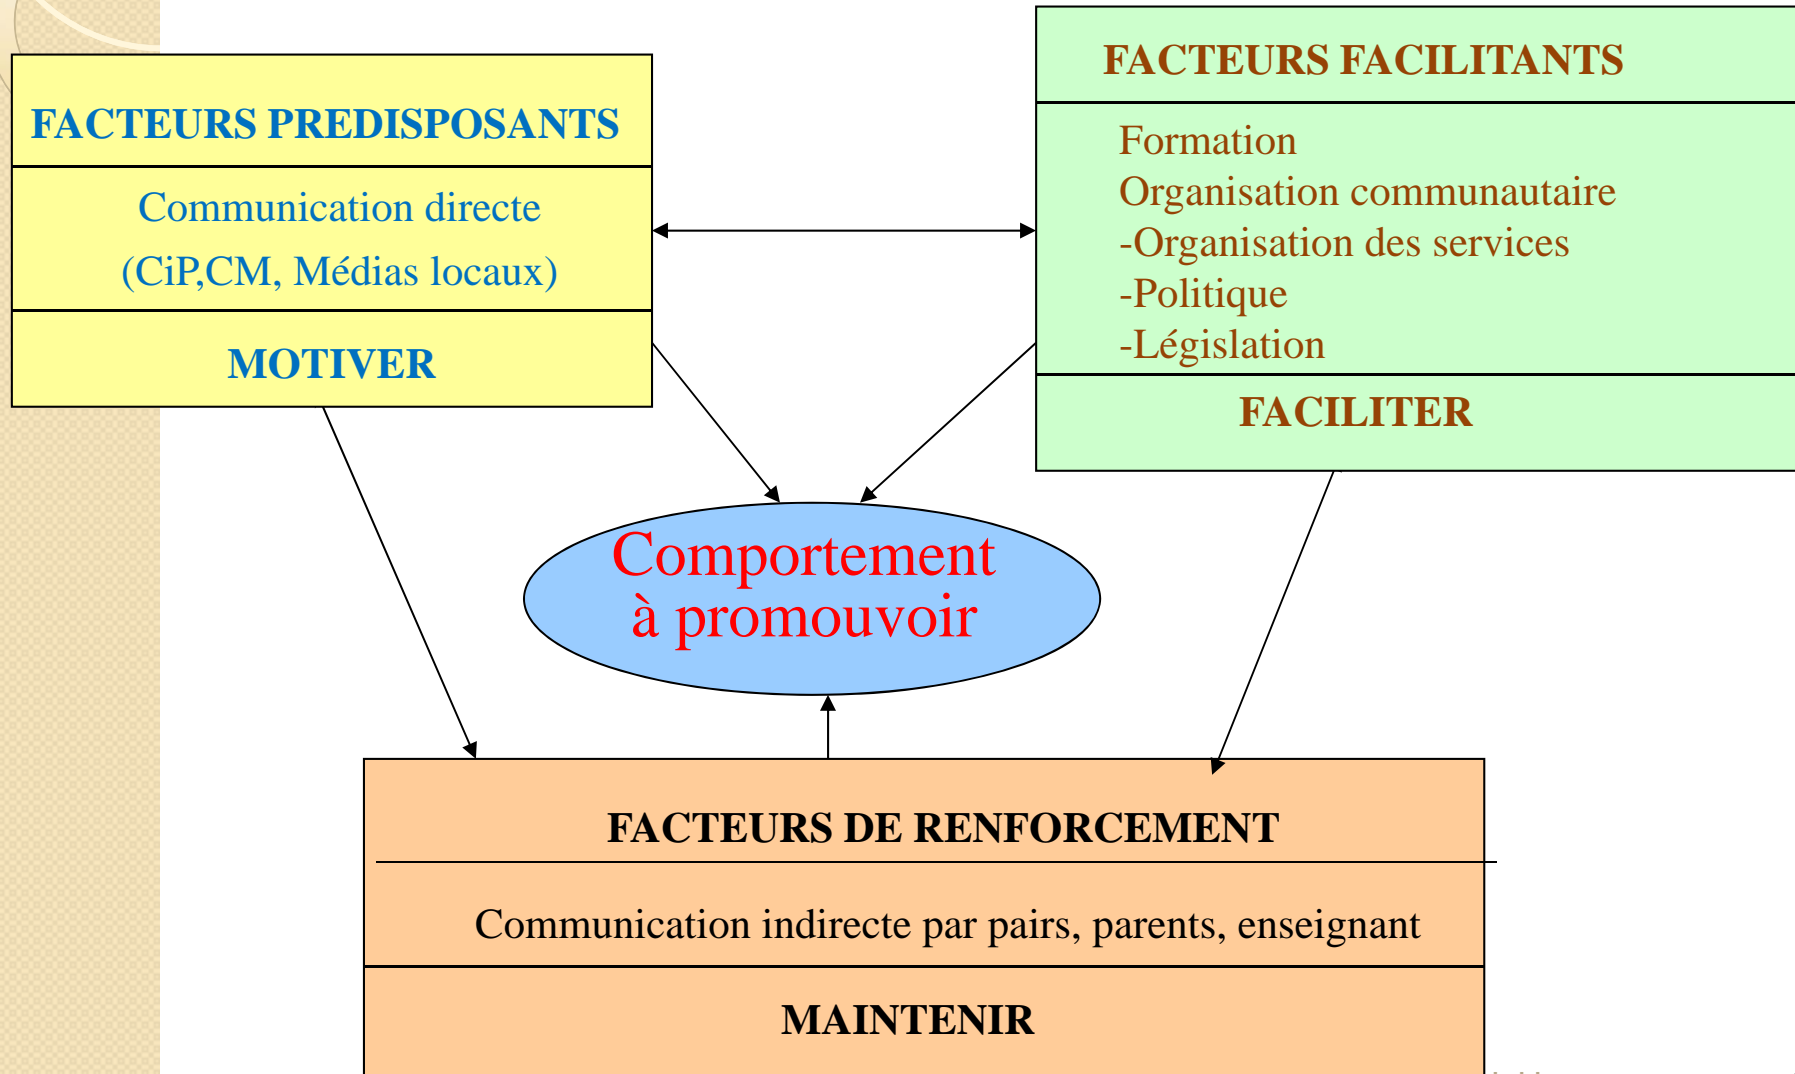 FACTEURS PREDISPOSANTS
Communication directe
(CiP,CM, Médias locaux)
MOTIVER
FACTEURS FACILITANTS
Formation
Organisation communautaire
-Organisation des services
-Politique
-Législation
FACILITER
Comportement
à promouvoir
FACTEURS DE RENFORCEMENT
Communication indirecte par pairs, parents, enseignant
MAINTENIR